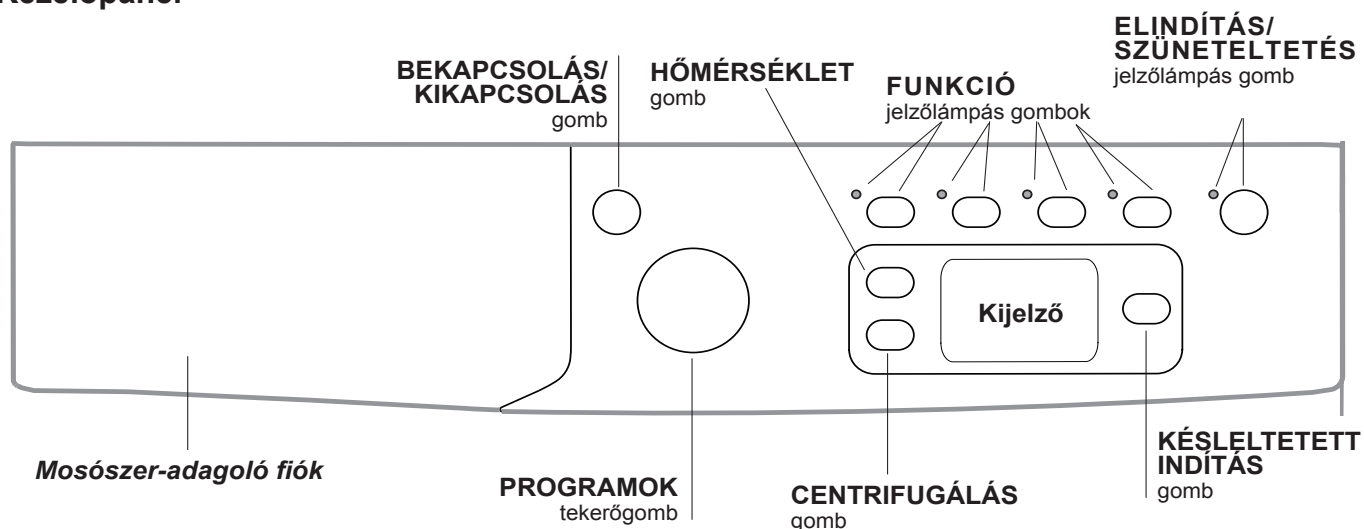 BEKAPCSOLÁS/
KIKAPCSOLÁS
gomb
HŐMÉRSÉKLET
gomb
FUNKCIÓ
jelzőlámpás gombok
ELINDÍTÁS/
SZÜNETELTETÉS
jelzőlámpás gomb
Kijelző
Mosószer-adagoló fiók
PROGRAMOK
tekerőgomb
CENTRIFUGÁLÁS
gomb
KÉSLELTETETT
INDÍTÁS
gomb